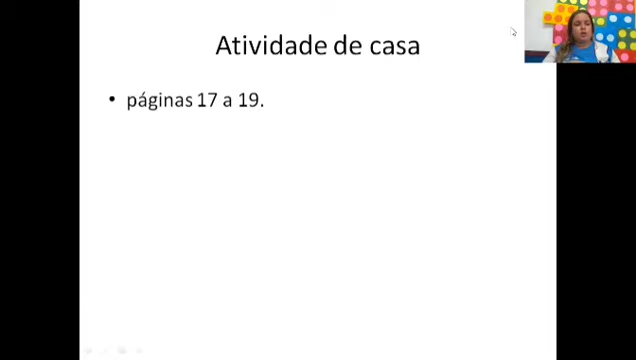 Atividade de casa
• páginas 17 a 19.